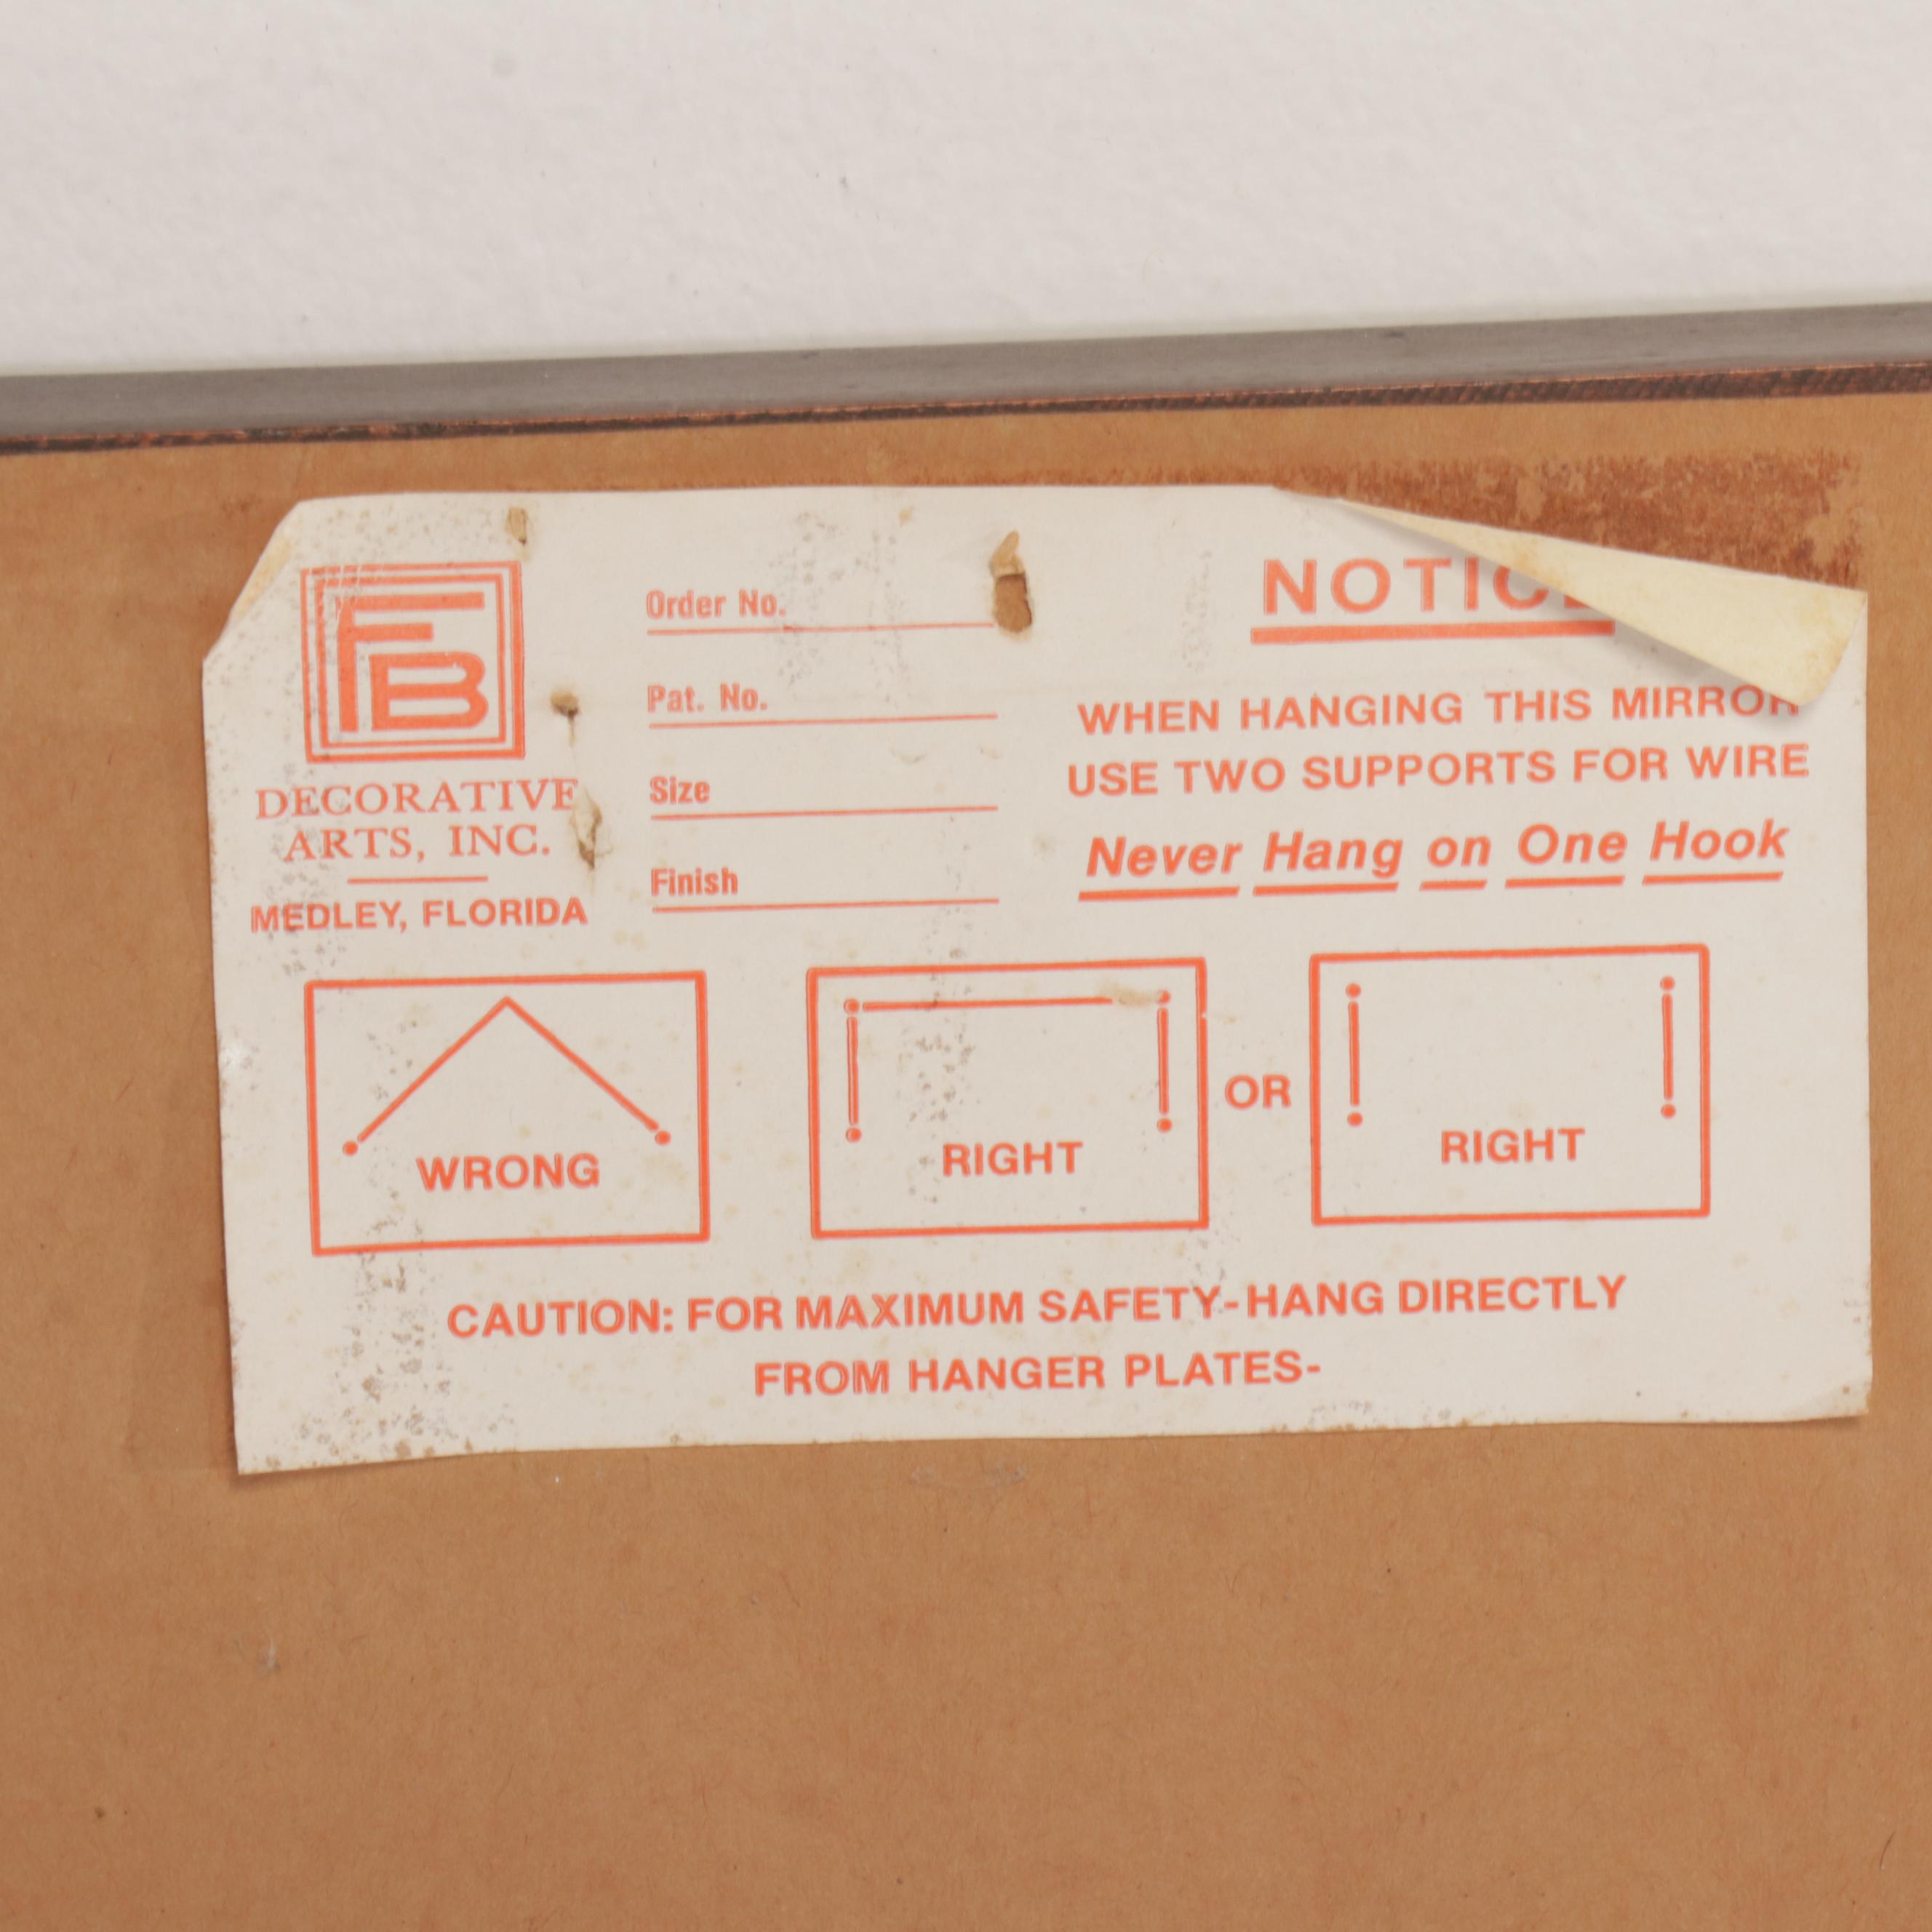 FB
DECORATIVE
ARTS, INC.
MEDLEY, FLORIDA
Order No.
Pat. No.
Size
Finish
NOTICE
WHEN HANGING THIS MIRROR
USE TWO SUPPORTS FOR WIRE
Never Hang on One Hook
WRONG
RIGHT
OR
RIGHT
CAUTION: FOR MAXIMUM SAFETY-HANG DIRECTLY
FROM HANGER PLATES-